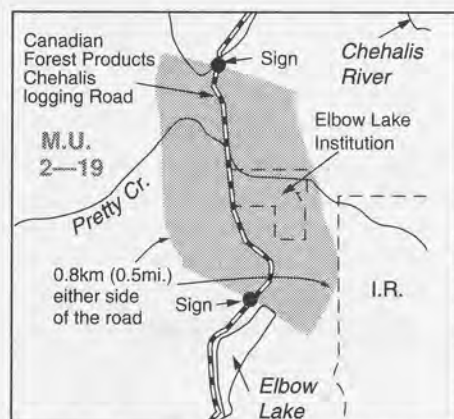 Canadian
Forest Products
Chehalis
logging Road
Sign
Chehalis
River
Elbow Lake
Institution
M.U.
2—19
Pretty Cr.
0.8km (0.5mi.)
either side
of the road
Sign
I.R.
Elbow
Lake